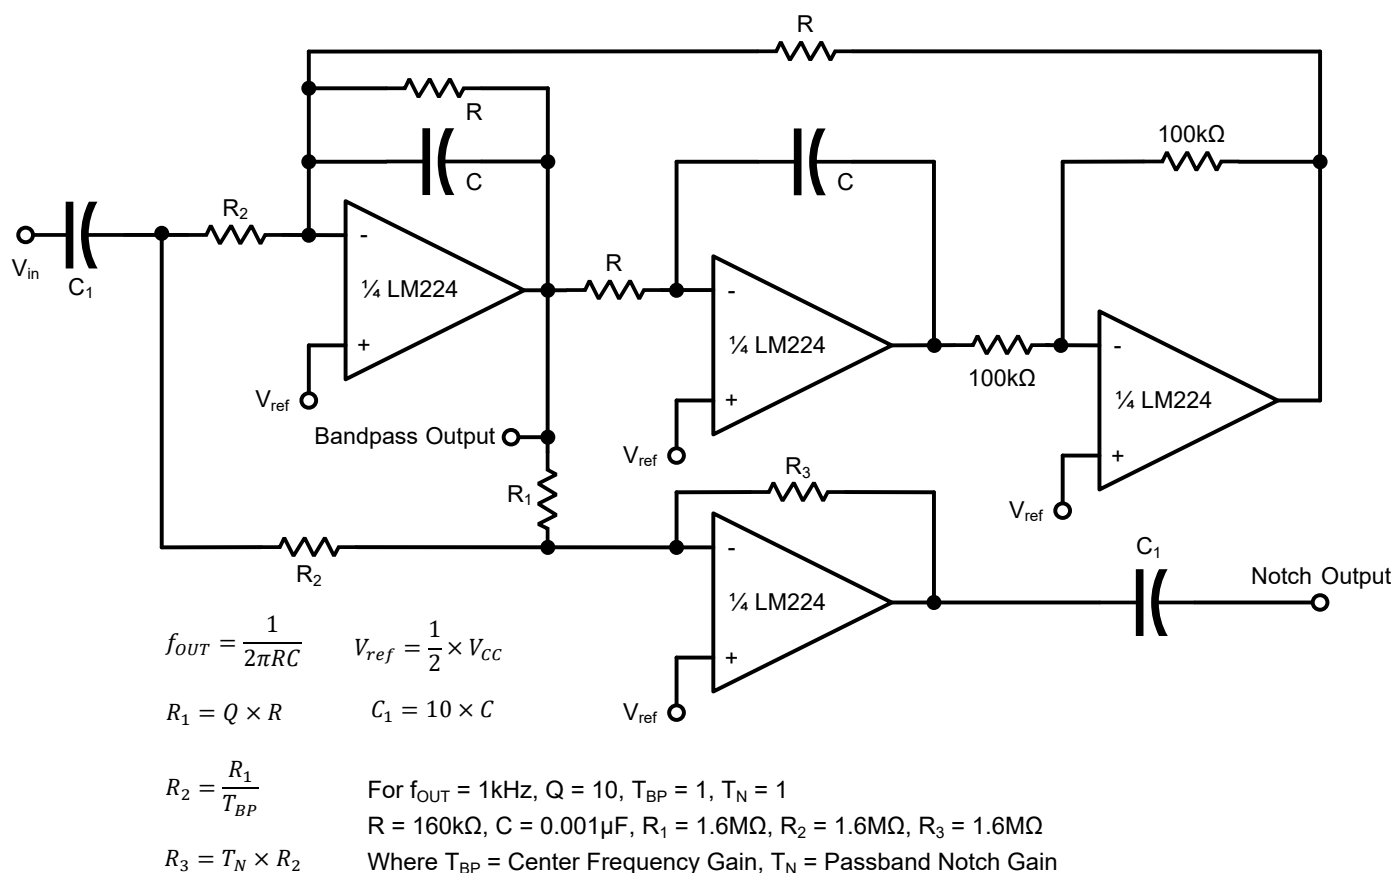 R
R
100kΩ
C
C
R₂
V_in
C₁
-
¼ LM224
+
V_ref
R
-
¼ LM224
+
V_ref
100kΩ
-
¼ LM224
+
V_ref
Bandpass Output
R₁
R₃
R₂
-
¼ LM224
+
V_ref
C₁
Notch Output
f_OUT = 1/(2πRC)
V_ref = 1/2 × V_CC
R₁ = Q × R
C₁ = 10 × C
R₂ = R₁/T_BP
For f_OUT = 1kHz, Q = 10, T_BP = 1, T_N = 1
R = 160kΩ, C = 0.001µF, R₁ = 1.6MΩ, R₂ = 1.6MΩ, R₃ = 1.6MΩ
R₃ = T_N × R₂
Where T_BP = Center Frequency Gain, T_N = Passband Notch Gain